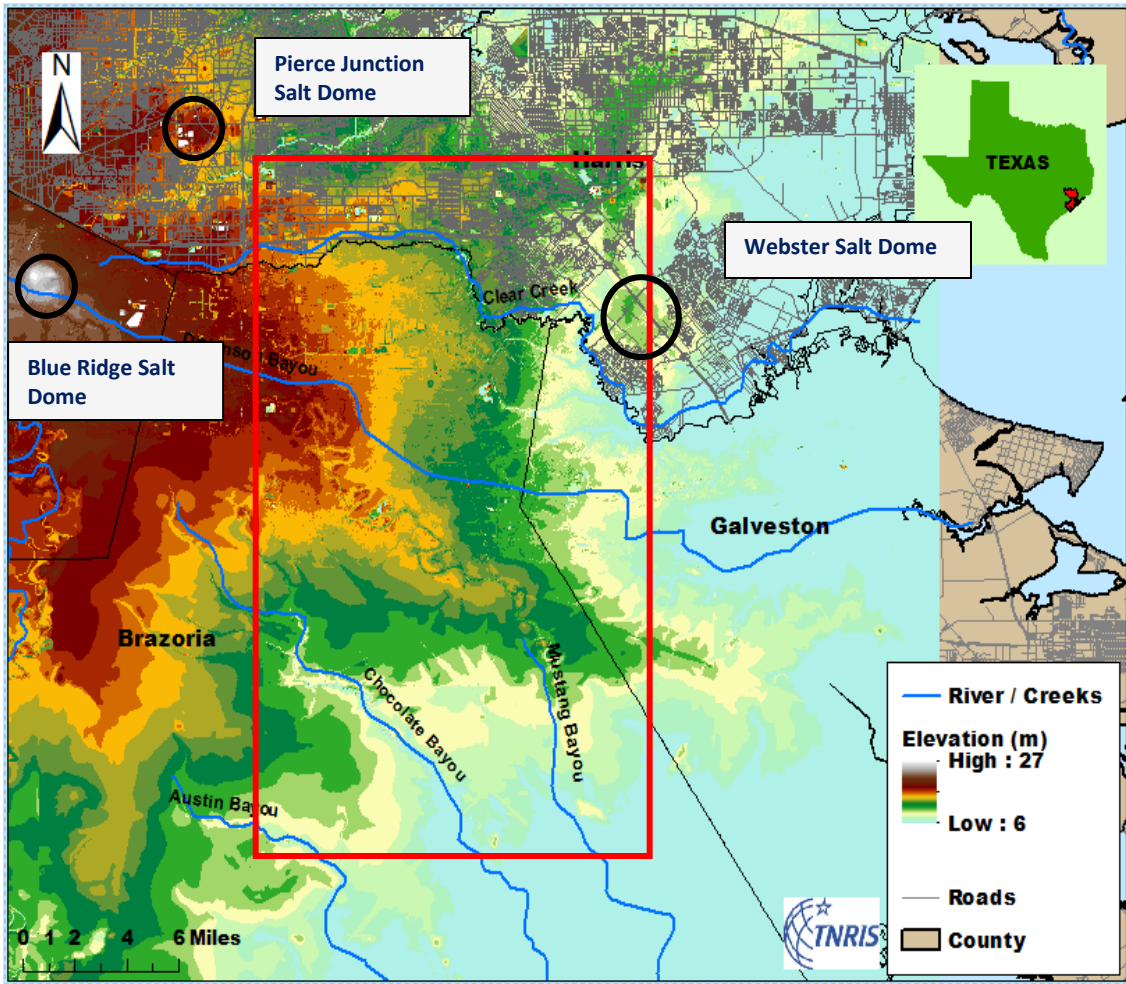 N
Pierce Junction
Salt Dome
TEXAS
Harris
Webster Salt Dome
Clear Creek
Blue Ridge Salt
Dome
Bayou
Galveston
Brazoria
Chocolate Bayou
Mustang Bayou
Austin Bayou
River / Creeks
Elevation (m)
High : 27
Low : 6
Roads
County
TNRIS
0 1 2 4 6 Miles